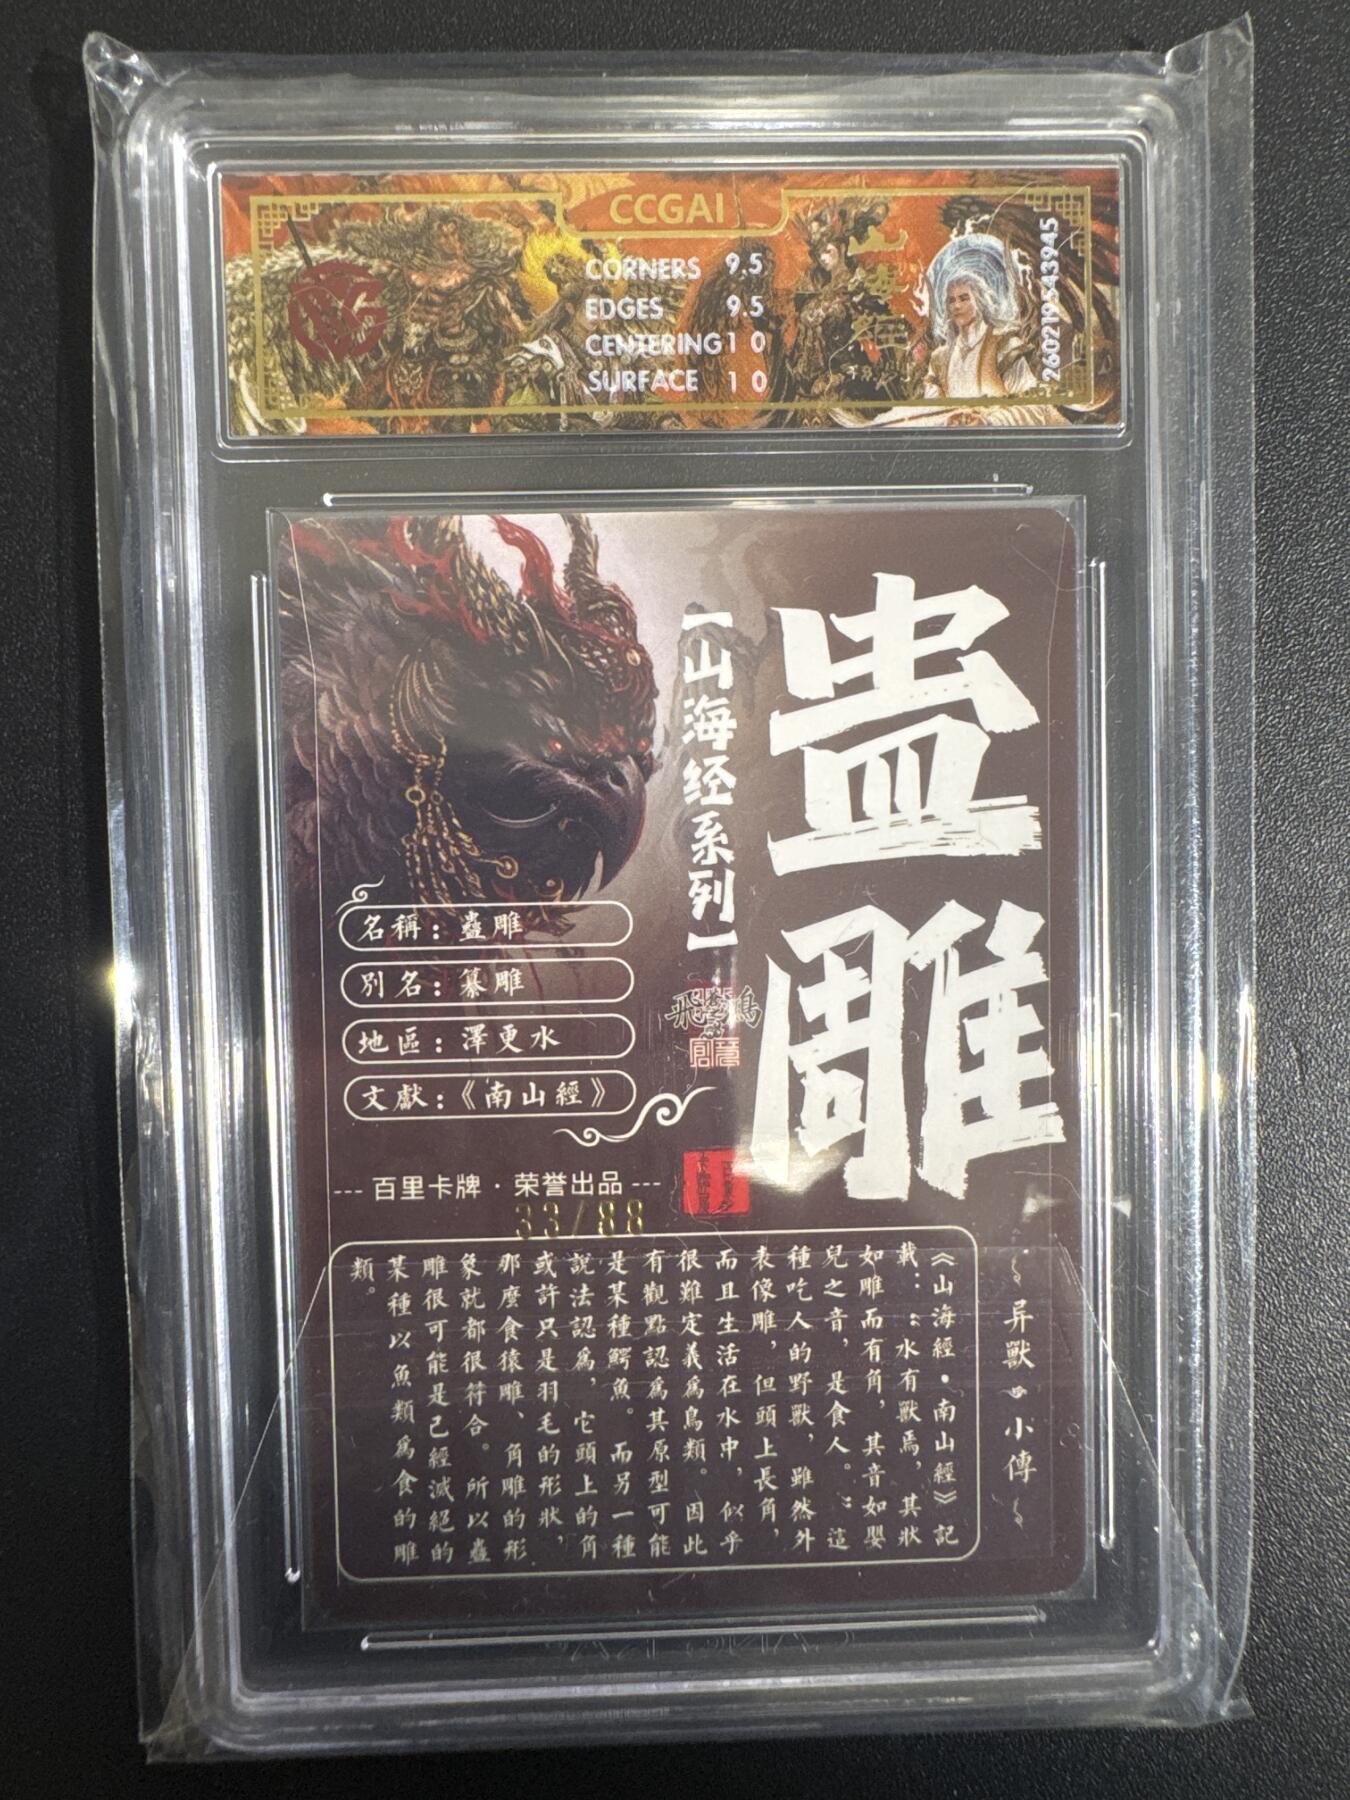 CCGAI
CORNERS 9.5
EDGES 9.5
CENTERING 10
SURFACE 10
山海經
260219543945
蛊雕
【山海经系列】
名稱：蠱雕
別名：纂雕
地區：澤更水
文獻：《南山經》
創意
--- 百里卡牌 · 荣誉出品 ---
33/88
异獸小傳
《山海經·南山經》記
載：：水有獸焉，其狀
如雕而有角，其音如嬰
兒之音，是食人。：這
種吃人的野獸，雖然外
表像雕，但頭上長角，
而且生活在水中，似乎
很難定義爲鳥類。因此
有觀點認爲其原型可能
是某種鰐魚。而另一種
說法認爲，它頭上的角
或許只是羽毛的形狀，
那麼食猿雕、角雕的形
象就都很符合。所以蠱
雕很可能是已經滅絕的
某種以魚類爲食的雕
類。